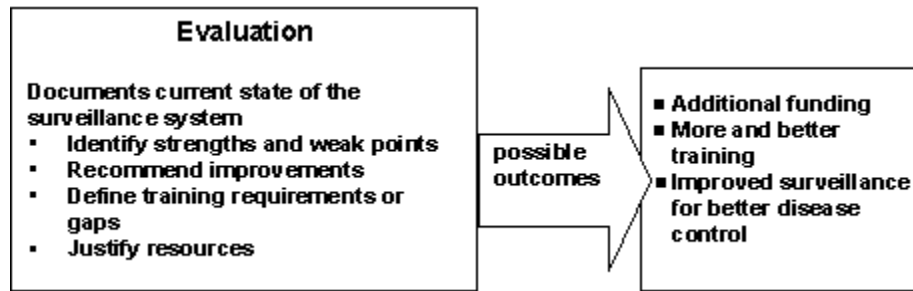 Evaluation
Documents current state of the
surveillance system
▪ Identify strengths and weak points
▪ Recommend improvements
▪ Define training requirements or
gaps
▪ Justify resources
possible
outcomes
▪ Additional funding
▪ More and better
training
▪ Improved surveillance
for better disease
control